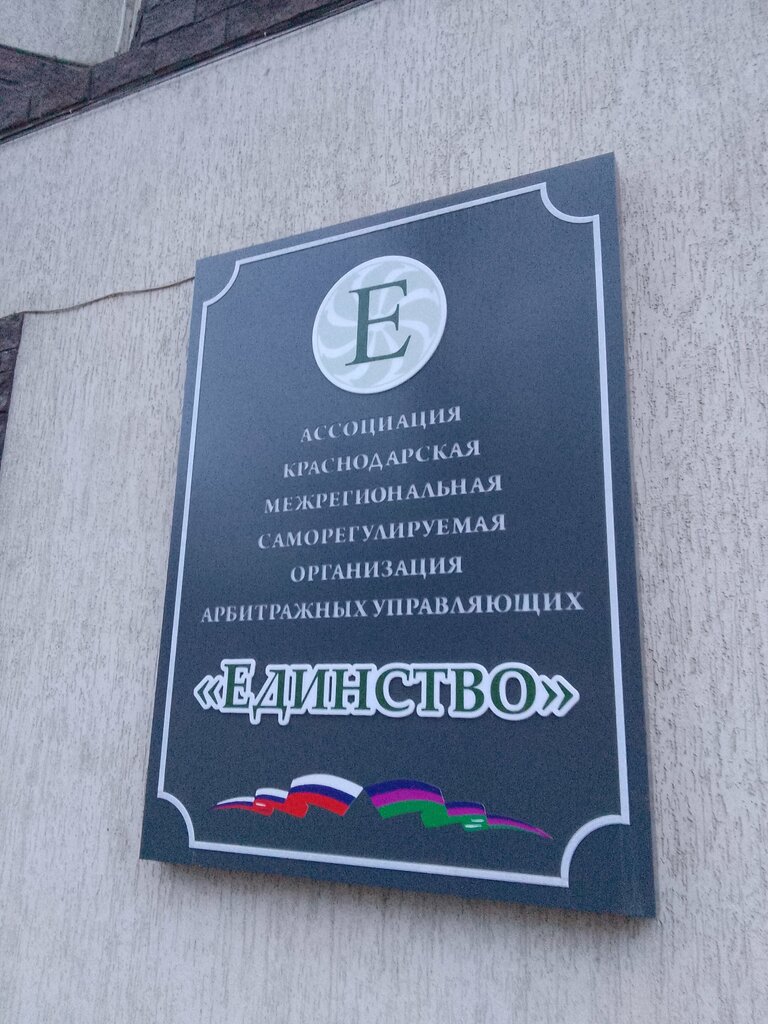 Е
АССОЦИАЦИЯ
КРАСНОДАРСКАЯ
МЕЖРЕГИОНАЛЬНАЯ
САМОРЕГУЛИРУЕМАЯ
ОРГАНИЗАЦИЯ
АРБИТРАЖНЫХ УПРАВЛЯЮЩИХ
«ЕДИНСТВО»